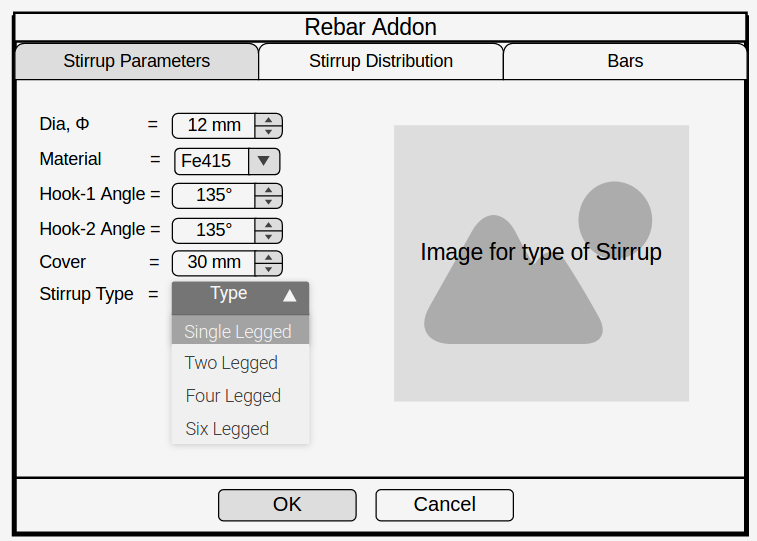 Rebar Addon
Stirrup Parameters Stirrup Distribution Bars
Dia, Φ = 12 mm
Material = Fe415
Hook-1 Angle = 135°
Hook-2 Angle = 135°
Cover = 30 mm
Stirrup Type = Type
Single Legged
Two Legged
Four Legged
Six Legged
Image for type of Stirrup
OK Cancel